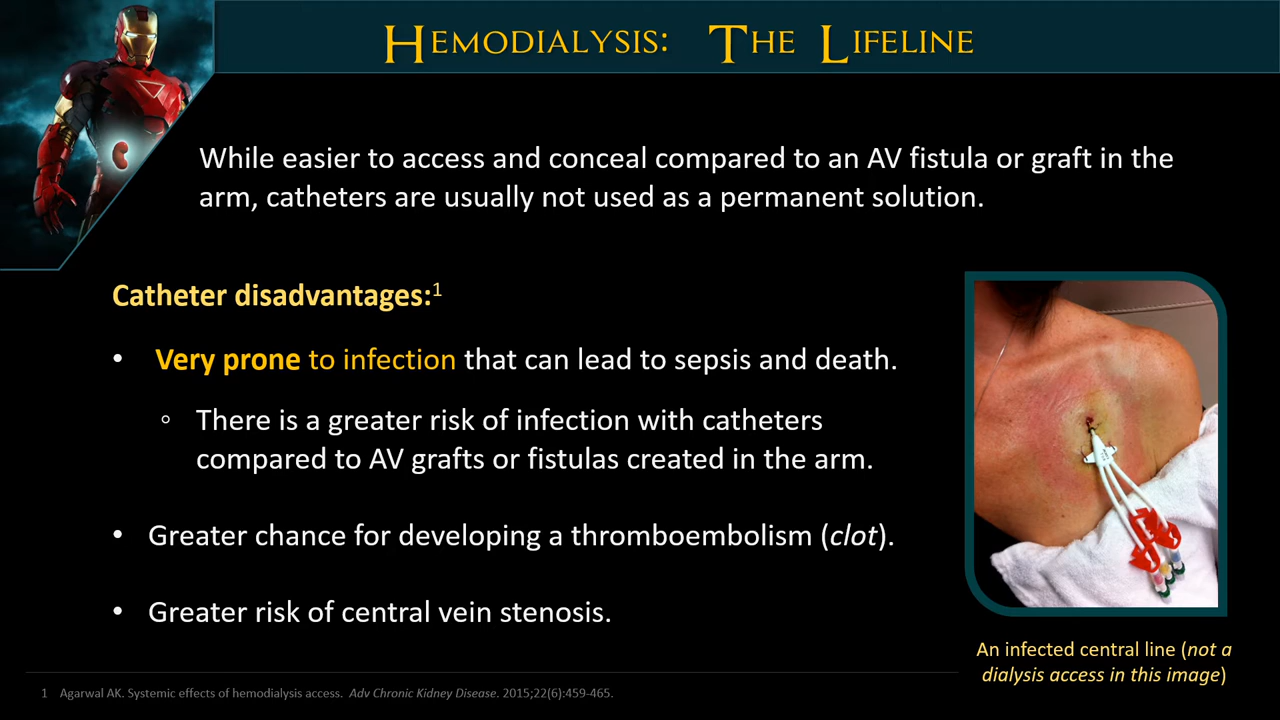 Hemodialysis: The Lifeline
While easier to access and conceal compared to an AV fistula or graft in the
arm, catheters are usually not used as a permanent solution.
Catheter disadvantages:1
• Very prone to infection that can lead to sepsis and death.
◦ There is a greater risk of infection with catheters
compared to AV grafts or fistulas created in the arm.
• Greater chance for developing a thromboembolism (clot).
• Greater risk of central vein stenosis.
An infected central line (not a
dialysis access in this image)
1 Agarwal AK. Systemic effects of hemodialysis access. Adv Chronic Kidney Disease. 2015;22(6):459-465.